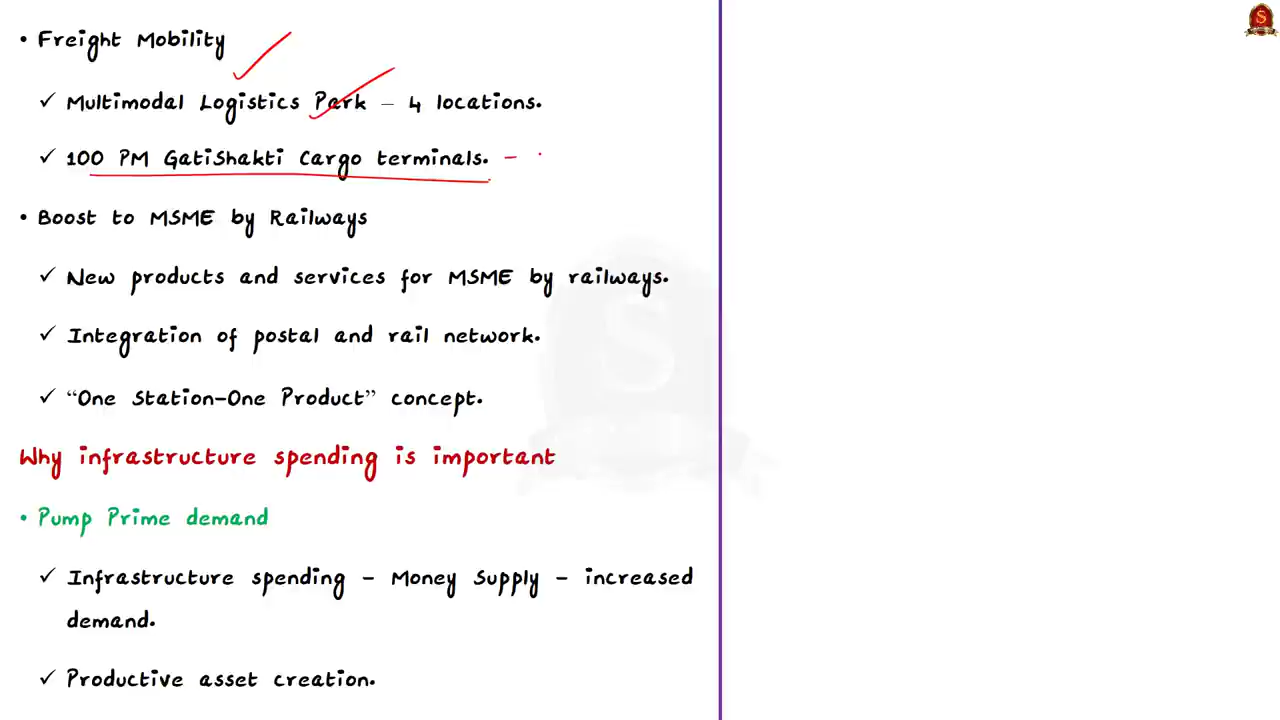 • Freight Mobility
✓ Multimodal Logistics Park – 4 locations.
✓ 100 PM GatiShakti Cargo terminals. –
• Boost to MSME by Railways
✓ New products and services for MSME by railways.
✓ Integration of postal and rail network.
✓ “One Station-One Product” concept.
Why infrastructure spending is important
• Pump Prime demand
✓ Infrastructure spending – Money Supply – increased
demand.
✓ Productive asset creation.